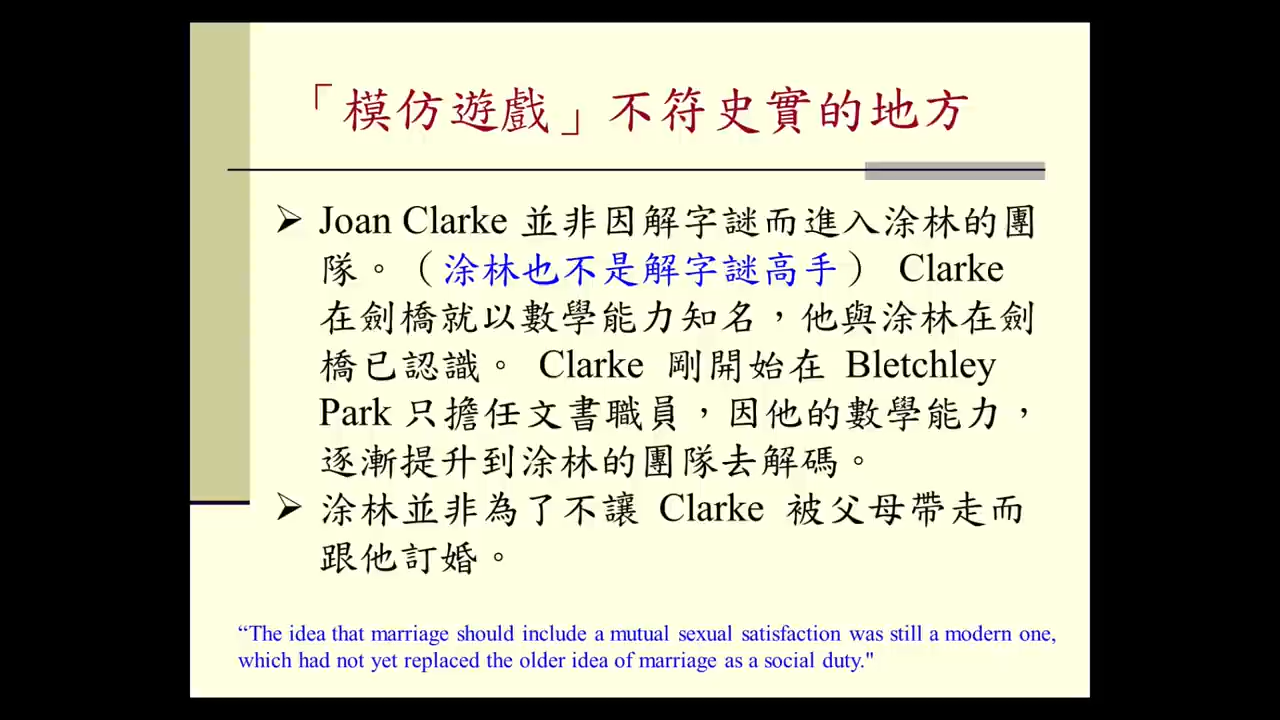 「模仿遊戲」不符史實的地方
➢ Joan Clarke 並非因解字謎而進入涂林的團
隊。（涂林也不是解字謎高手） Clarke
在劍橋就以數學能力知名，他與涂林在劍
橋已認識。 Clarke 剛開始在 Bletchley
Park 只擔任文書職員，因他的數學能力，
逐漸提升到涂林的團隊去解碼。
➢ 涂林並非為了不讓 Clarke 被父母帶走而
跟他訂婚。
“The idea that marriage should include a mutual sexual satisfaction was still a modern one,
which had not yet replaced the older idea of marriage as a social duty."